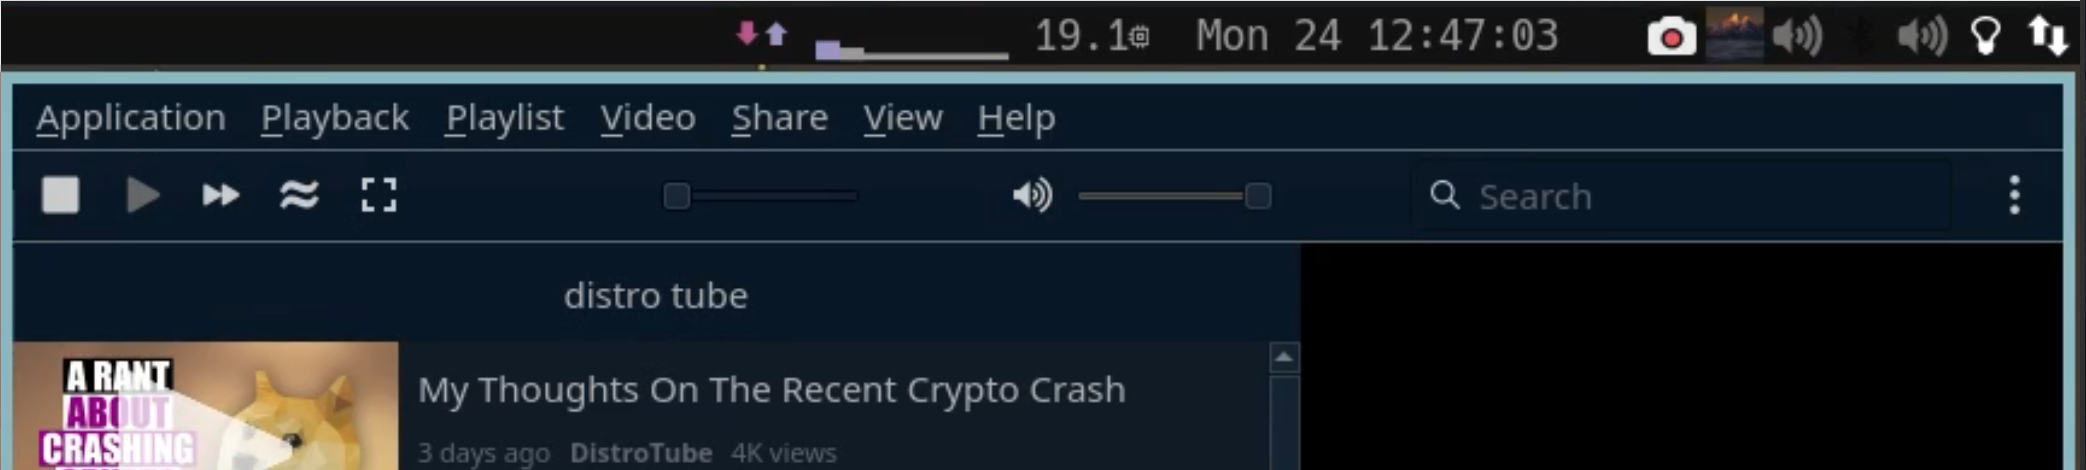 19.1 Mon 24 12:47:03
Application Playback Playlist Video Share View Help
Search
distro tube
A RANT
ABOUT
CRASHING
My Thoughts On The Recent Crypto Crash
3 days ago DistroTube 4K views